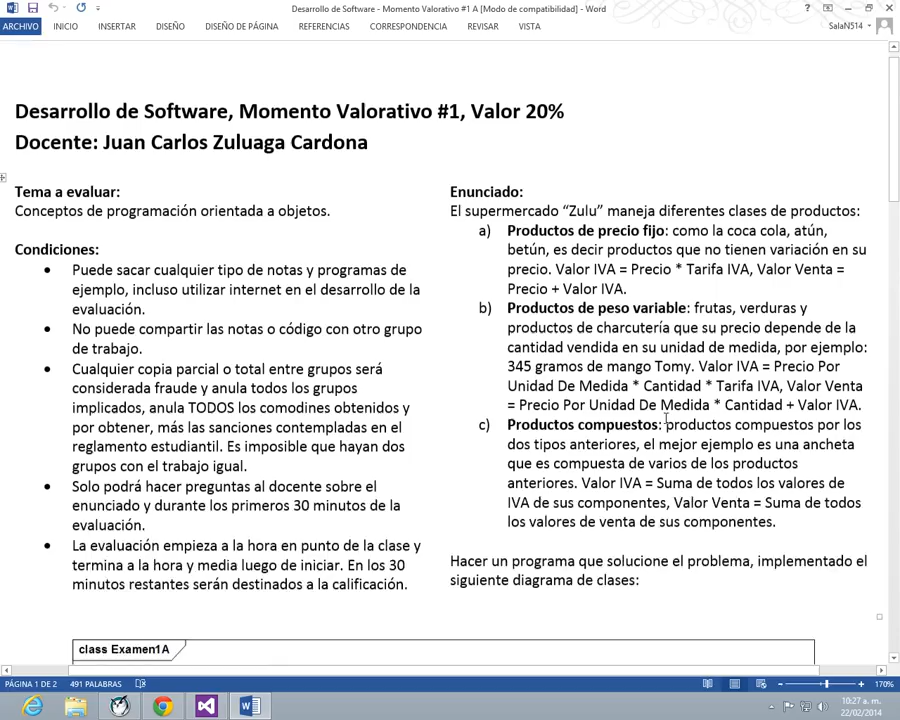 Desarrollo de Software - Momento Valorativo #1 A [Modo de compatibilidad] - Word
ARCHIVO INICIO INSERTAR DISEÑO DISEÑO DE PÁGINA REFERENCIAS CORRESPONDENCIA REVISAR VISTA SalaN514
Desarrollo de Software, Momento Valorativo #1, Valor 20%
Docente: Juan Carlos Zuluaga Cardona
Tema a evaluar:
Conceptos de programación orientada a objetos.
Condiciones:
• Puede sacar cualquier tipo de notas y programas de
ejemplo, incluso utilizar internet en el desarrollo de la
evaluación.
• No puede compartir las notas o código con otro grupo
de trabajo.
• Cualquier copia parcial o total entre grupos será
considerada fraude y anula todos los grupos
implicados, anula TODOS los comodines obtenidos y
por obtener, más las sanciones contempladas en el
reglamento estudiantil. Es imposible que hayan dos
grupos con el trabajo igual.
• Solo podrá hacer preguntas al docente sobre el
enunciado y durante los primeros 30 minutos de la
evaluación.
• La evaluación empieza a la hora en punto de la clase y
termina a la hora y media luego de iniciar. En los 30
minutos restantes serán destinados a la calificación.
Enunciado:
El supermercado “Zulu” maneja diferentes clases de productos:
a) Productos de precio fijo: como la coca cola, atún,
betún, es decir productos que no tienen variación en su
precio. Valor IVA = Precio * Tarifa IVA, Valor Venta =
Precio + Valor IVA.
b) Productos de peso variable: frutas, verduras y
productos de charcutería que su precio depende de la
cantidad vendida en su unidad de medida, por ejemplo:
345 gramos de mango Tomy. Valor IVA = Precio Por
Unidad De Medida * Cantidad * Tarifa IVA, Valor Venta
= Precio Por Unidad De Medida * Cantidad + Valor IVA.
c) Productos compuestos: productos compuestos por los
dos tipos anteriores, el mejor ejemplo es una ancheta
que es compuesta de varios de los productos
anteriores. Valor IVA = Suma de todos los valores de
IVA de sus componentes, Valor Venta = Suma de todos
los valores de venta de sus componentes.
Hacer un programa que solucione el problema, implementado el
siguiente diagrama de clases:
class Examen1A
PÁGINA 1 DE 2 491 PALABRAS 170%
10:27 a. m.
22/02/2014